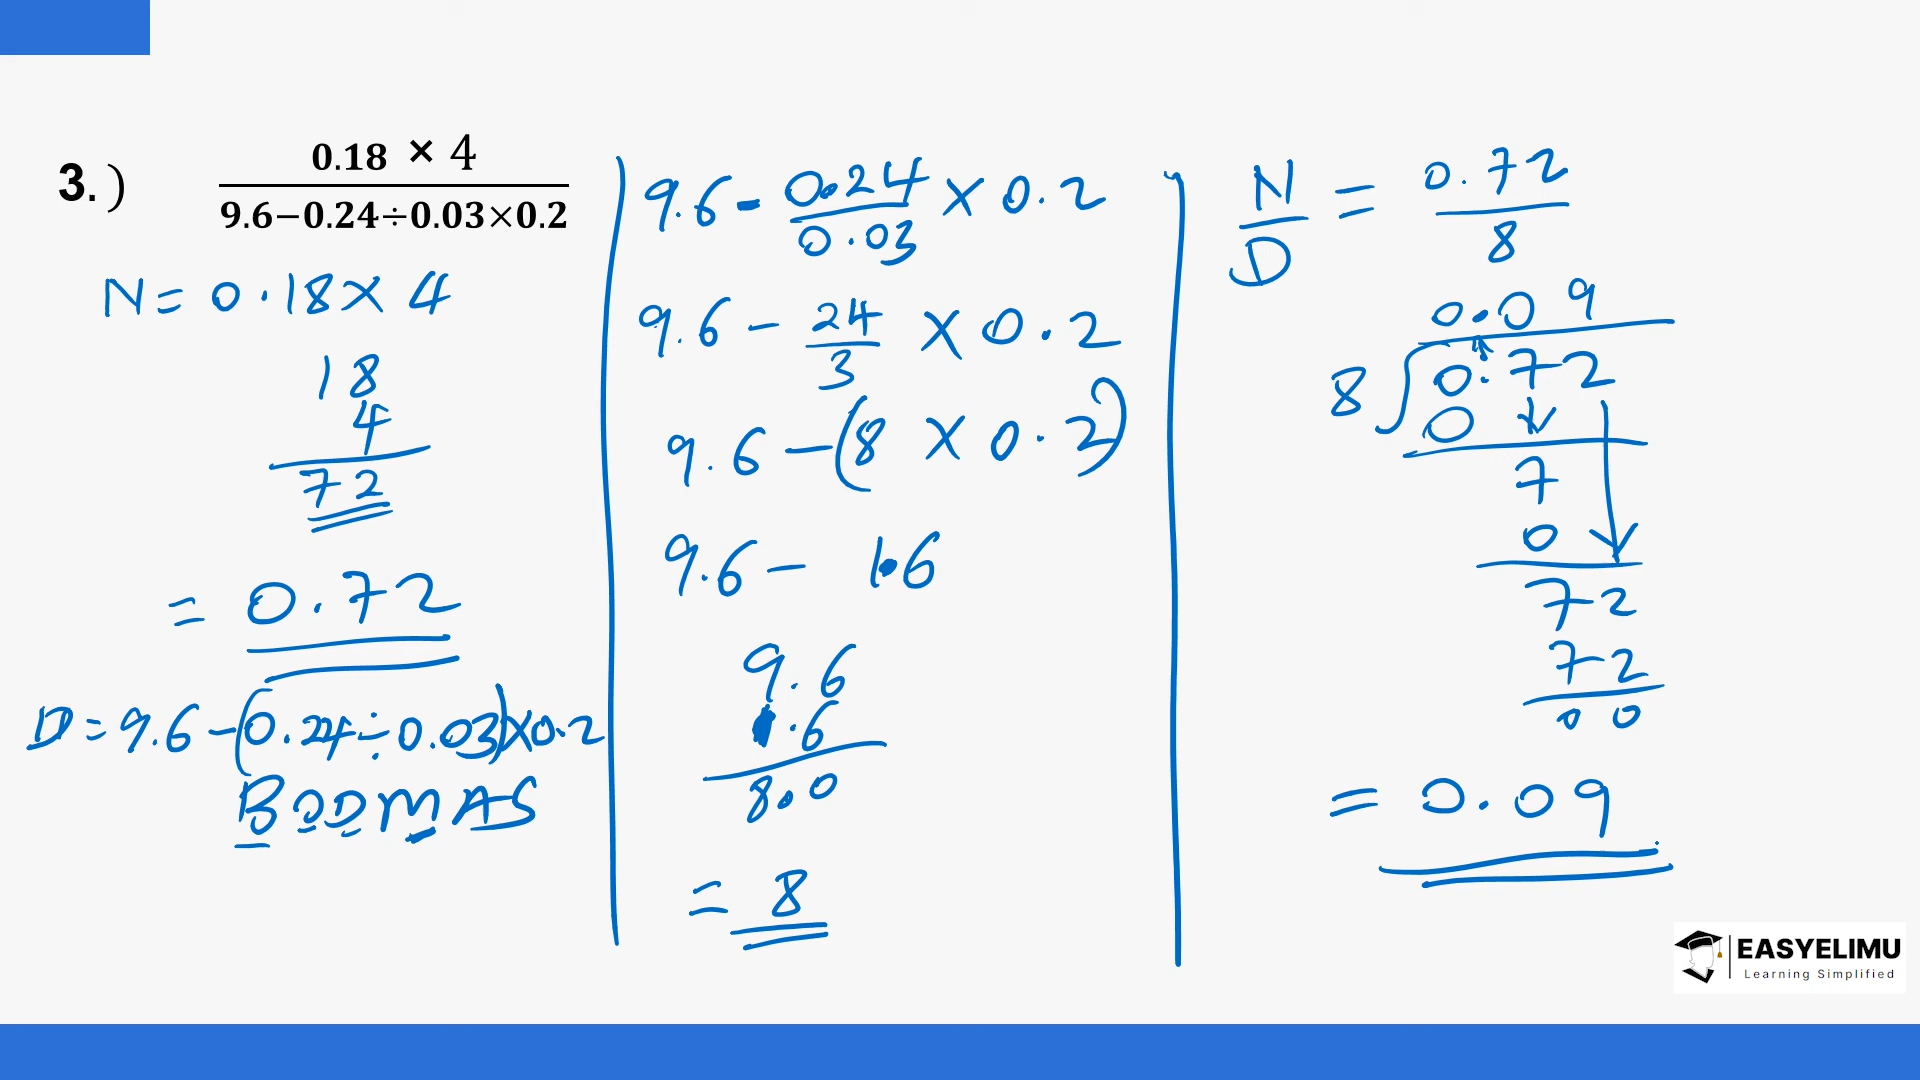 3.) 0.18 × 4
9.6−0.24÷0.03×0.2
N = 0.18 × 4
18
4
72
= 0.72
D = 9.6 − (0.24 ÷ 0.03) × 0.2
BODMAS
9.6 - 0.24 × 0.2
0.03
9.6 − 24 × 0.2
3
9.6 − (8 × 0.2)
9.6 − 1.6
9.6
1.6
8.0
= 8
N = 0.72
D 8
0.09
8 0.72
0
7
0
72
72
00
= 0.09
EASYELIMU
Learning Simplified